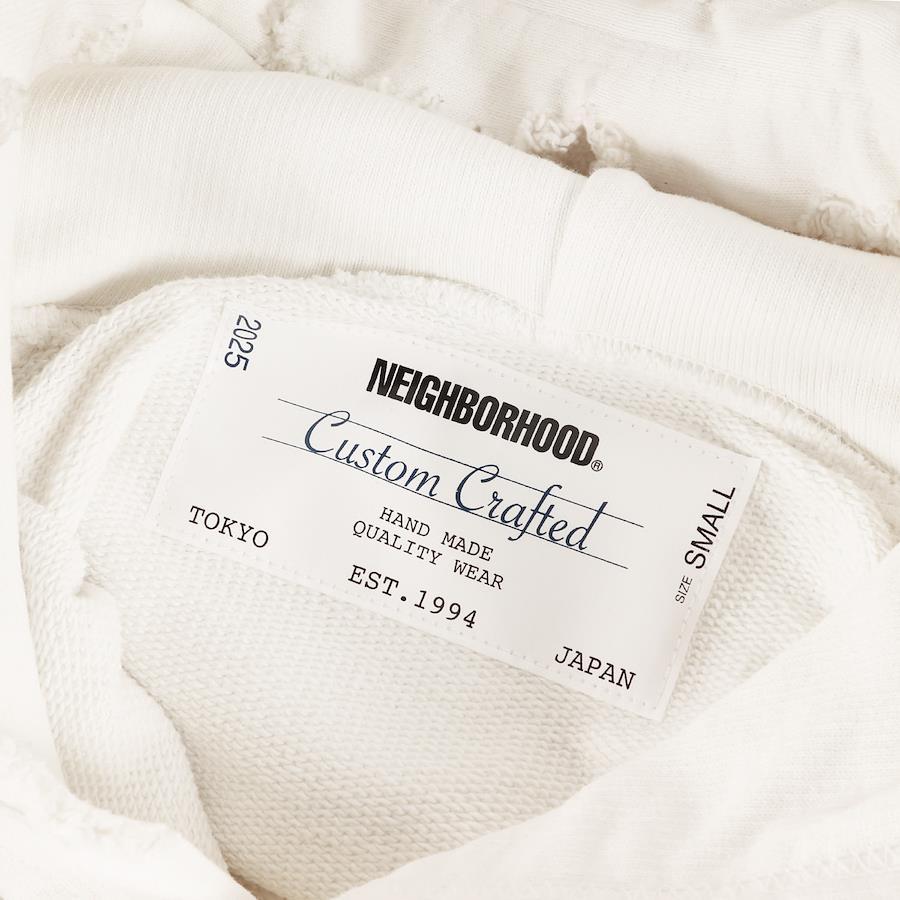 2025
NEIGHBORHOOD®
Custom Crafted
HAND MADE
QUALITY WEAR
EST.1994
TOKYO
JAPAN
SIZE SMALL